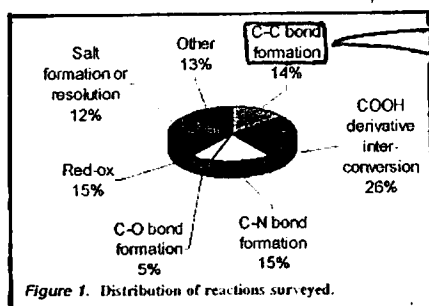 Salt
formation or
resolution
12%
Other
13%
C-C bond
formation
14%
COOH
derivative
inter-
conversion
26%
C-N bond
formation
15%
C-O bond
formation
5%
Red-ox
15%
Figure 1. Distribution of reactions surveyed.